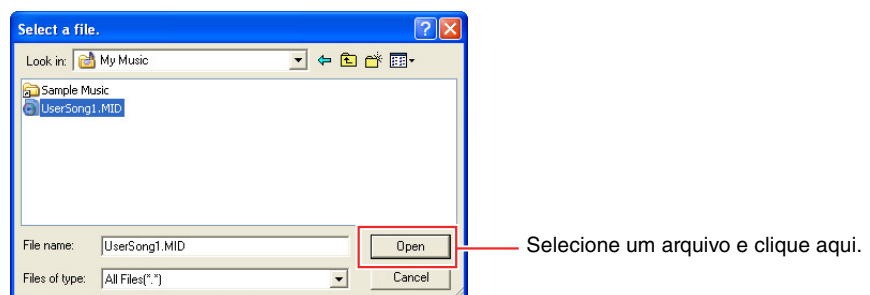 Select a file.
Look in: My Music
Sample Music
UserSong1.MID
File name: UserSong1.MID Open
Selecione um arquivo e clique aqui.
Files of type: All Files(*.*) Cancel